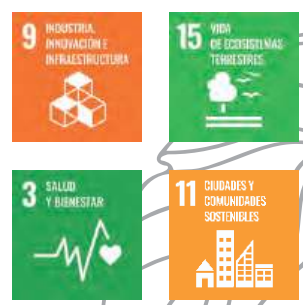 9 INDUSTRIA,
INNOVACIÓN E
INFRAESTRUCTURA
15 VIDA
DE ECOSISTEMAS
TERRESTRES
3 SALUD
Y BIENESTAR
11 CIUDADES Y
COMUNIDADES
SOSTENIBLES